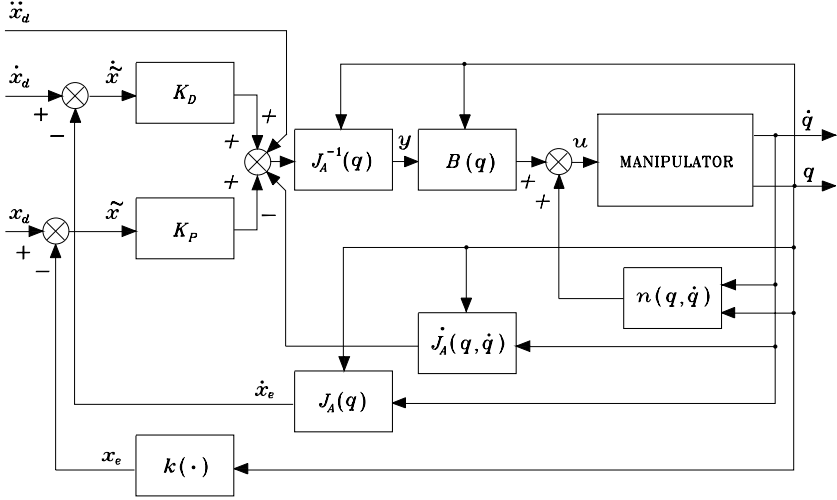 ẍ_d
ẋ_d
+
−
x̃̇
K_D
+
+
J_A^{-1}(q)
y
B(q)
+
+
u
MANIPULATOR
q̇
q
x_d
+
−
x̃
K_P
+
−
n(q,q̇)
J̇_A(q,q̇)
ẋ_e
J_A(q)
x_e
k(·)